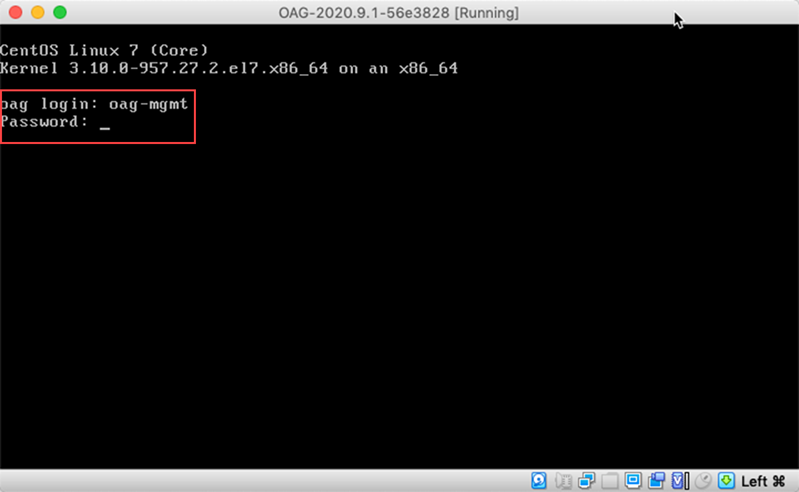 OAG-2020.9.1-56e3828 [Running]
CentOS Linux 7 (Core)
Kernel 3.10.0-957.27.2.el7.x86_64 on an x86_64
oag login: oag-mgmt
Password: _
Left ⌘